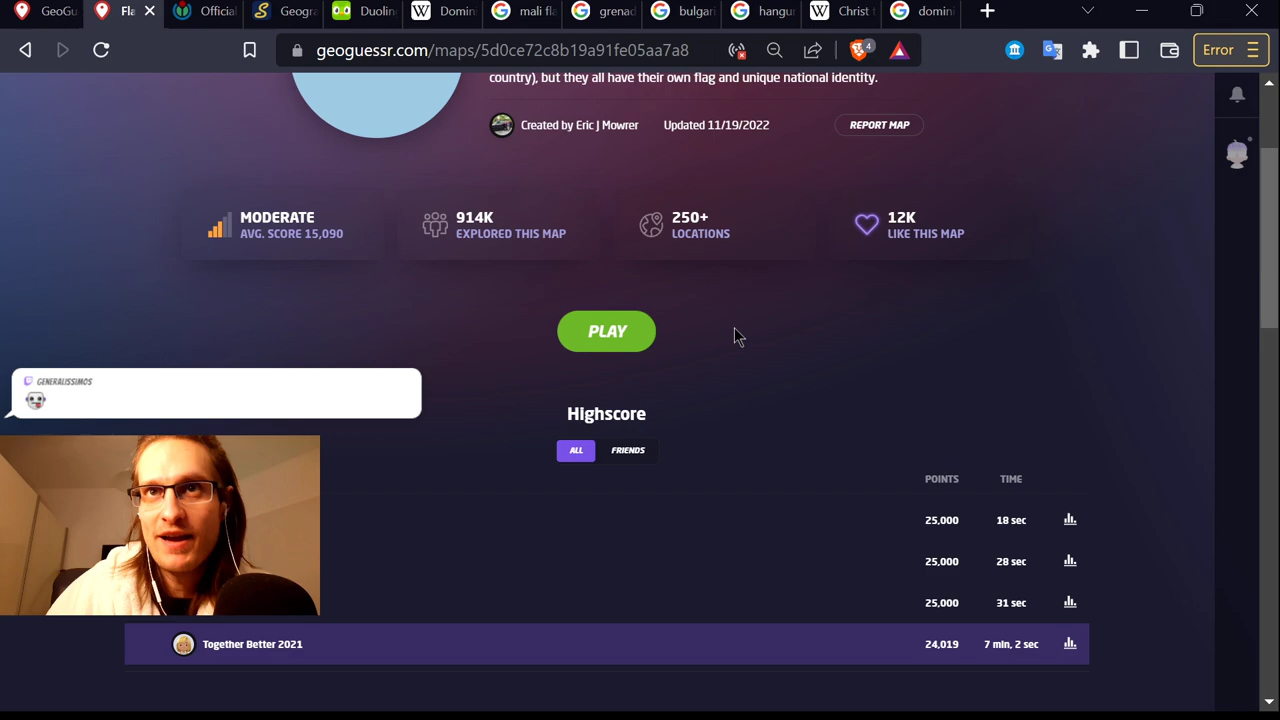 GeoGu
Fla
Official
Geogra
Duolin
Domin
mali fl
grenad
bulgari
hangu
Christ t
domini
geoguessr.com/maps/5d0ce72c8b19a91fe05aa7a8
4
Error
country), but they all have their own flag and unique national identity.
Created by Eric J Mowrer
Updated 11/19/2022
REPORT MAP
MODERATE
AVG. SCORE 15,090
914K
EXPLORED THIS MAP
250+
LOCATIONS
12K
LIKE THIS MAP
PLAY
GENERALISSIMOS
Highscore
ALL FRIENDS
POINTS TIME
25,000 18 sec
25,000 28 sec
25,000 31 sec
Together Better 2021 24,019 7 min, 2 sec